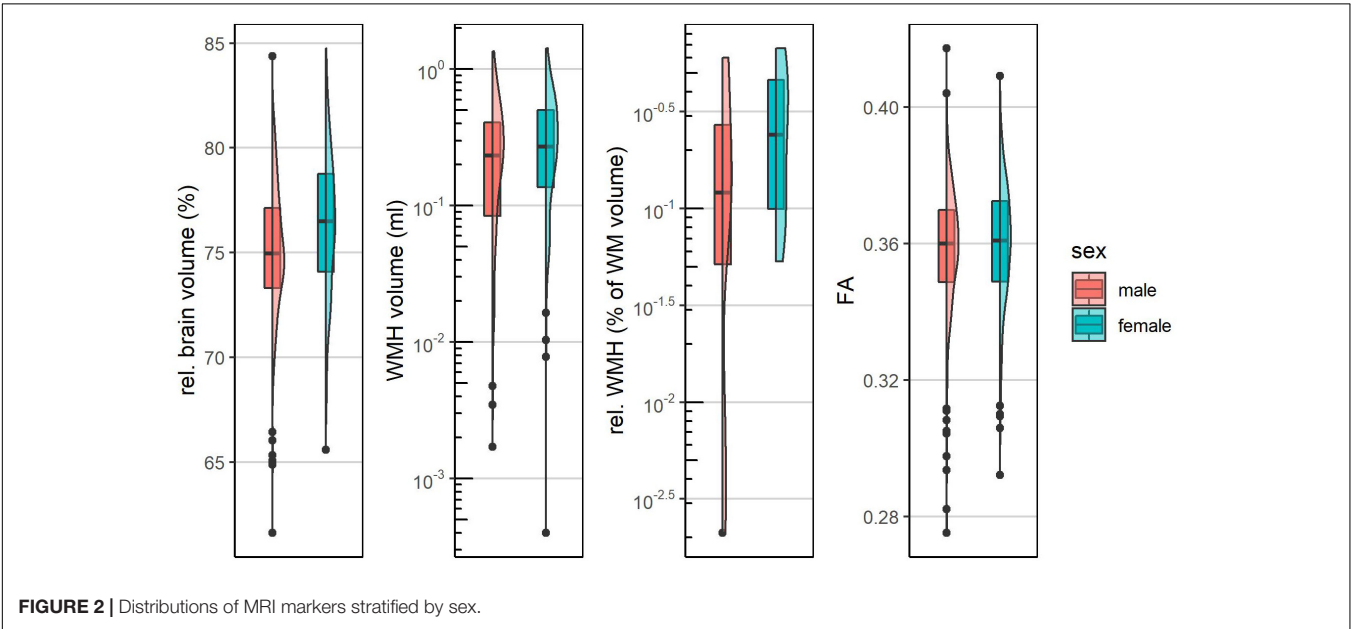 rel. brain volume (%)
85
80
75
70
65
WMH volume (ml)
10^0
10^-1
10^-2
10^-3
rel. WMH (% of WM volume)
10^-0.5
10^-1
10^-1.5
10^-2
10^-2.5
FA
0.40
0.36
0.32
0.28
sex
male
female
FIGURE 2 | Distributions of MRI markers stratified by sex.